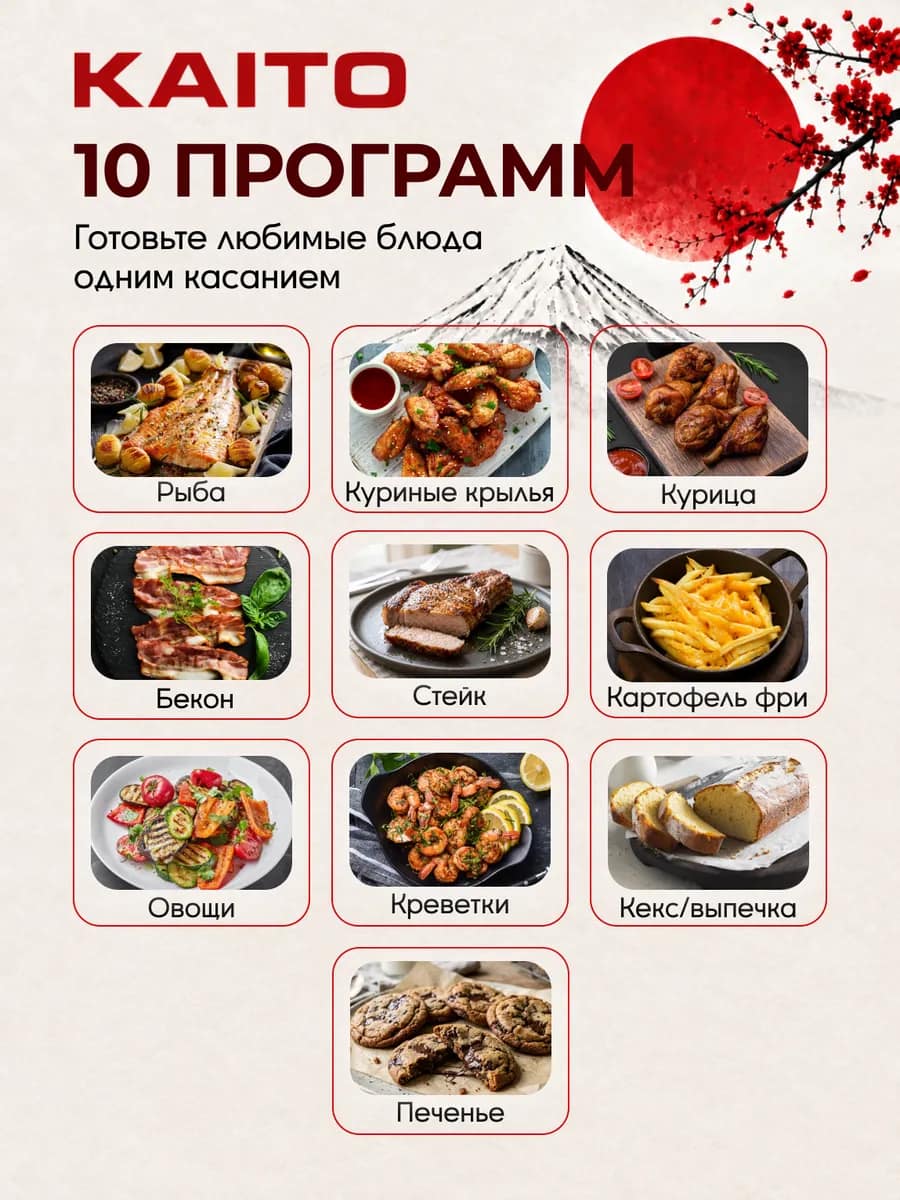 KAITO
10 ПРОГРАММ
Готовьте любимые блюда
одним касанием
Рыба
Куриные крылья
Курица
Бекон
Стейк
Картофель фри
Овощи
Креветки
Кекс/выпечка
Печенье